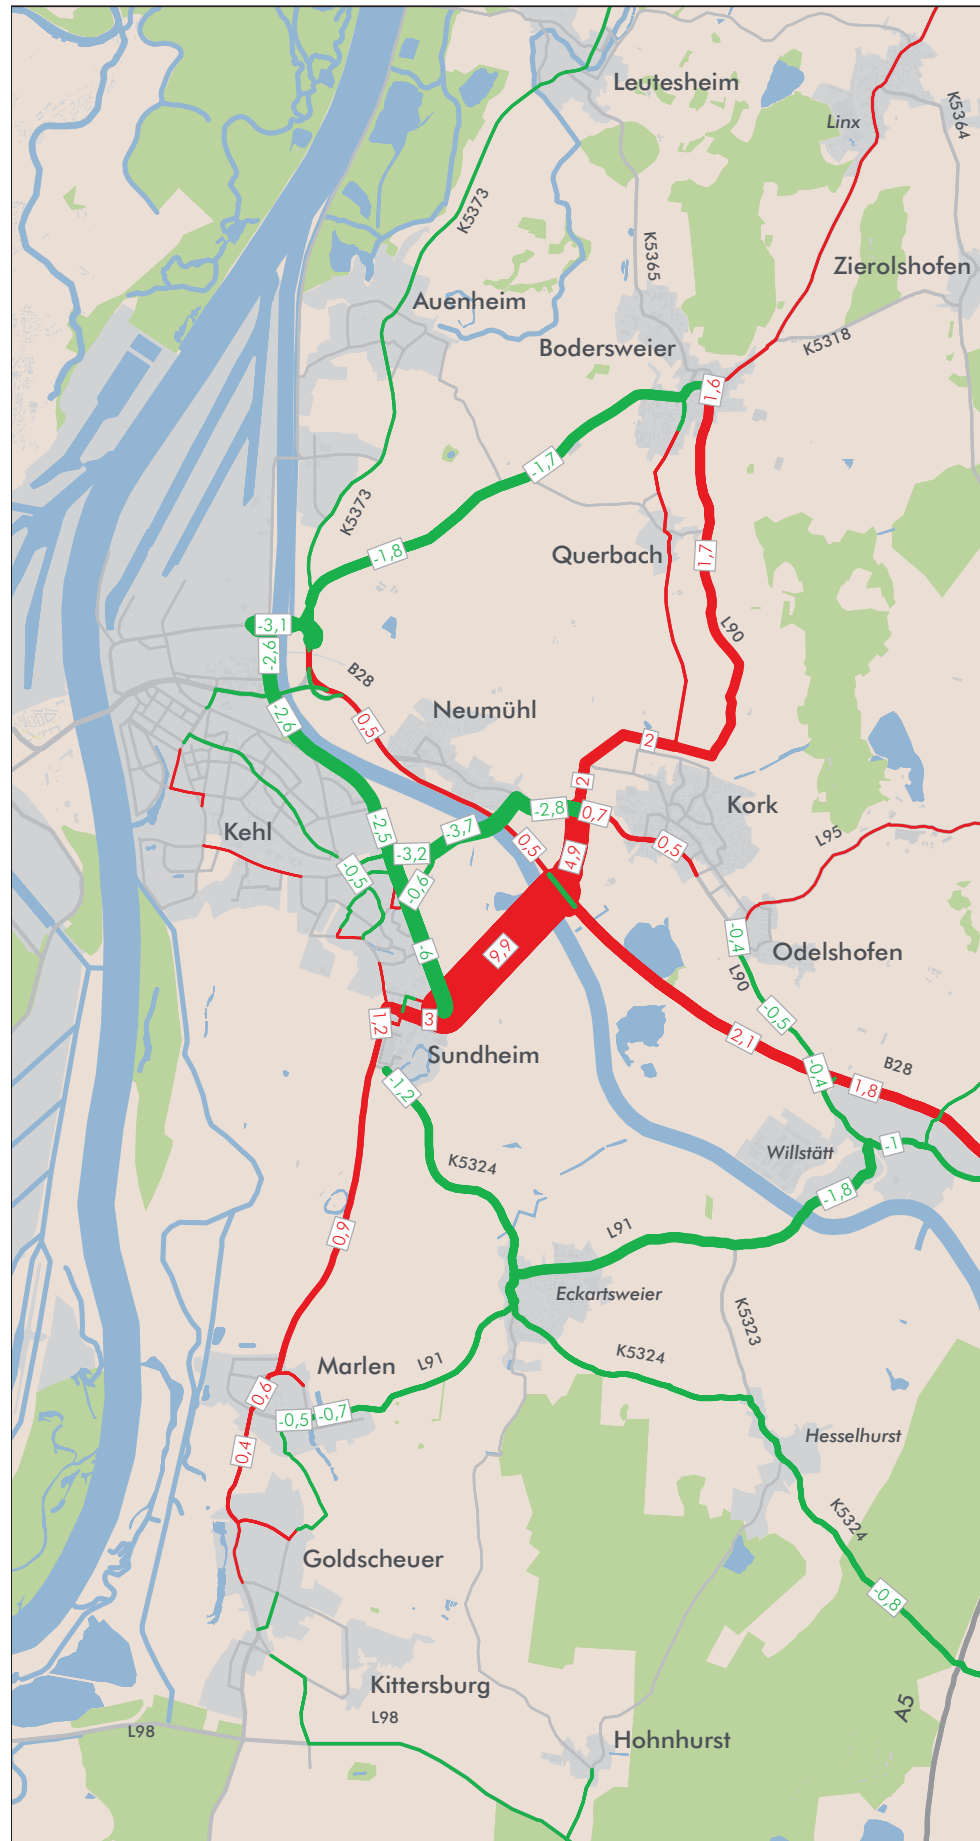 Leutesheim
Linx
K5364
K5373
K5365
Zierolshofen
Auenheim
K5318
Bodersweier
1,6
-1,7
K5373
-1,8
Querbach
1,7
-3,1
L90
-2,6
B28
-2,6
Neumühl
0,5
2
2
-2,8
0,7
Kork
-2,5
-3,7
Kehl
0,5
4,9
0,5
L95
-3,2
-0,5
-0,6
-0,4
-6
9,9
Odelshofen
L90
-0,5
1,2
3
2,1
Sundheim
-0,4
B28
1,8
-1,2
Willstätt
-1
K5324
-1,8
0,9
L91
Eckartsweier
K5323
Marlen
L91
K5324
0,6
-0,5
-0,7
0,4
Hesselhurst
K5324
Goldscheuer
-0,8
Kittersburg
A5
L98
L98
Hohnhurst